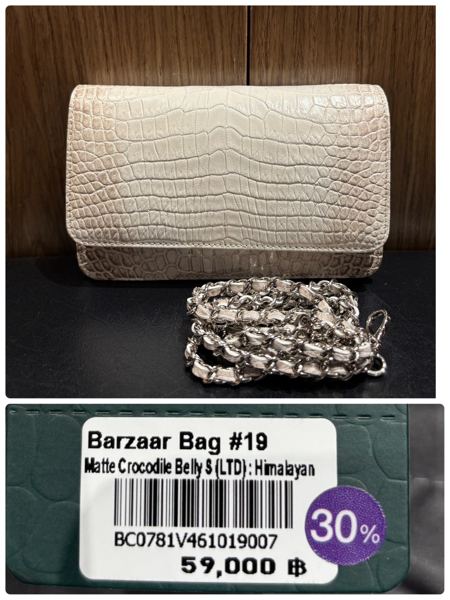 Barzaar Bag #19
Matte Crocodile Belly S (LTD) : Himalayan
BC0781V461019007
30%
59,000 ฿